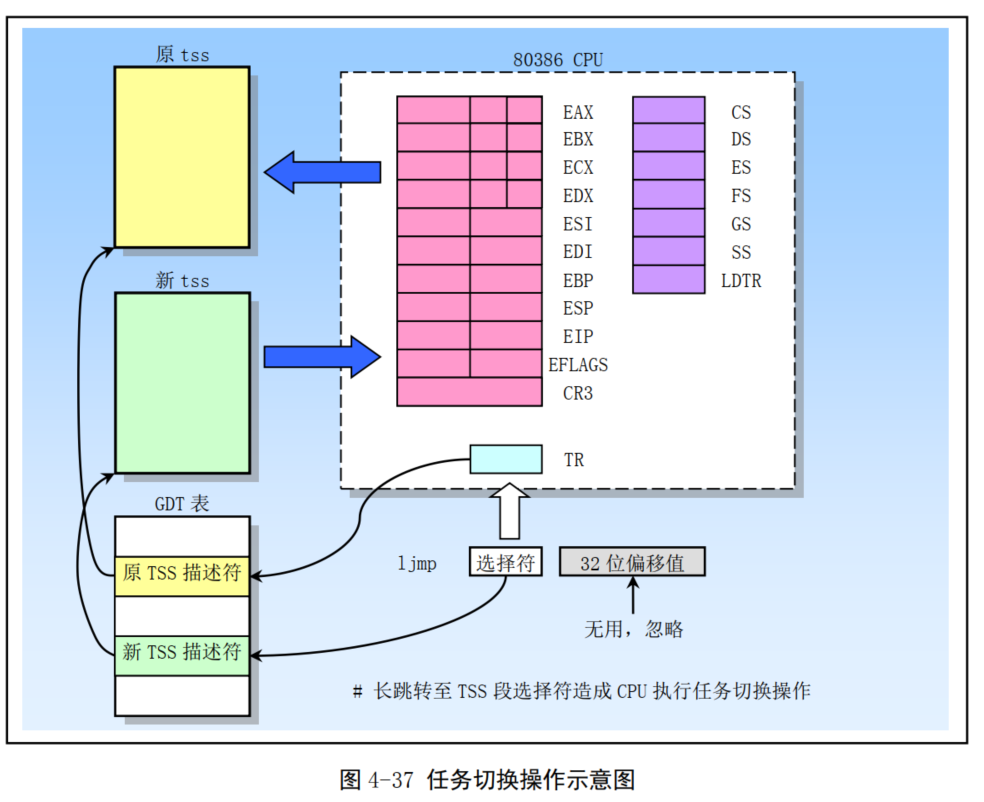 原 tss
80386 CPU
EAX
EBX
ECX
EDX
ESI
EDI
EBP
ESP
EIP
EFLAGS
CR3
CS
DS
ES
FS
GS
SS
LDTR
新 tss
TR
GDT 表
原 TSS 描述符
新 TSS 描述符
ljmp
选择符
32 位偏移值
无用，忽略
# 长跳转至 TSS 段选择符造成 CPU 执行任务切换操作
图 4-37 任务切换操作示意图